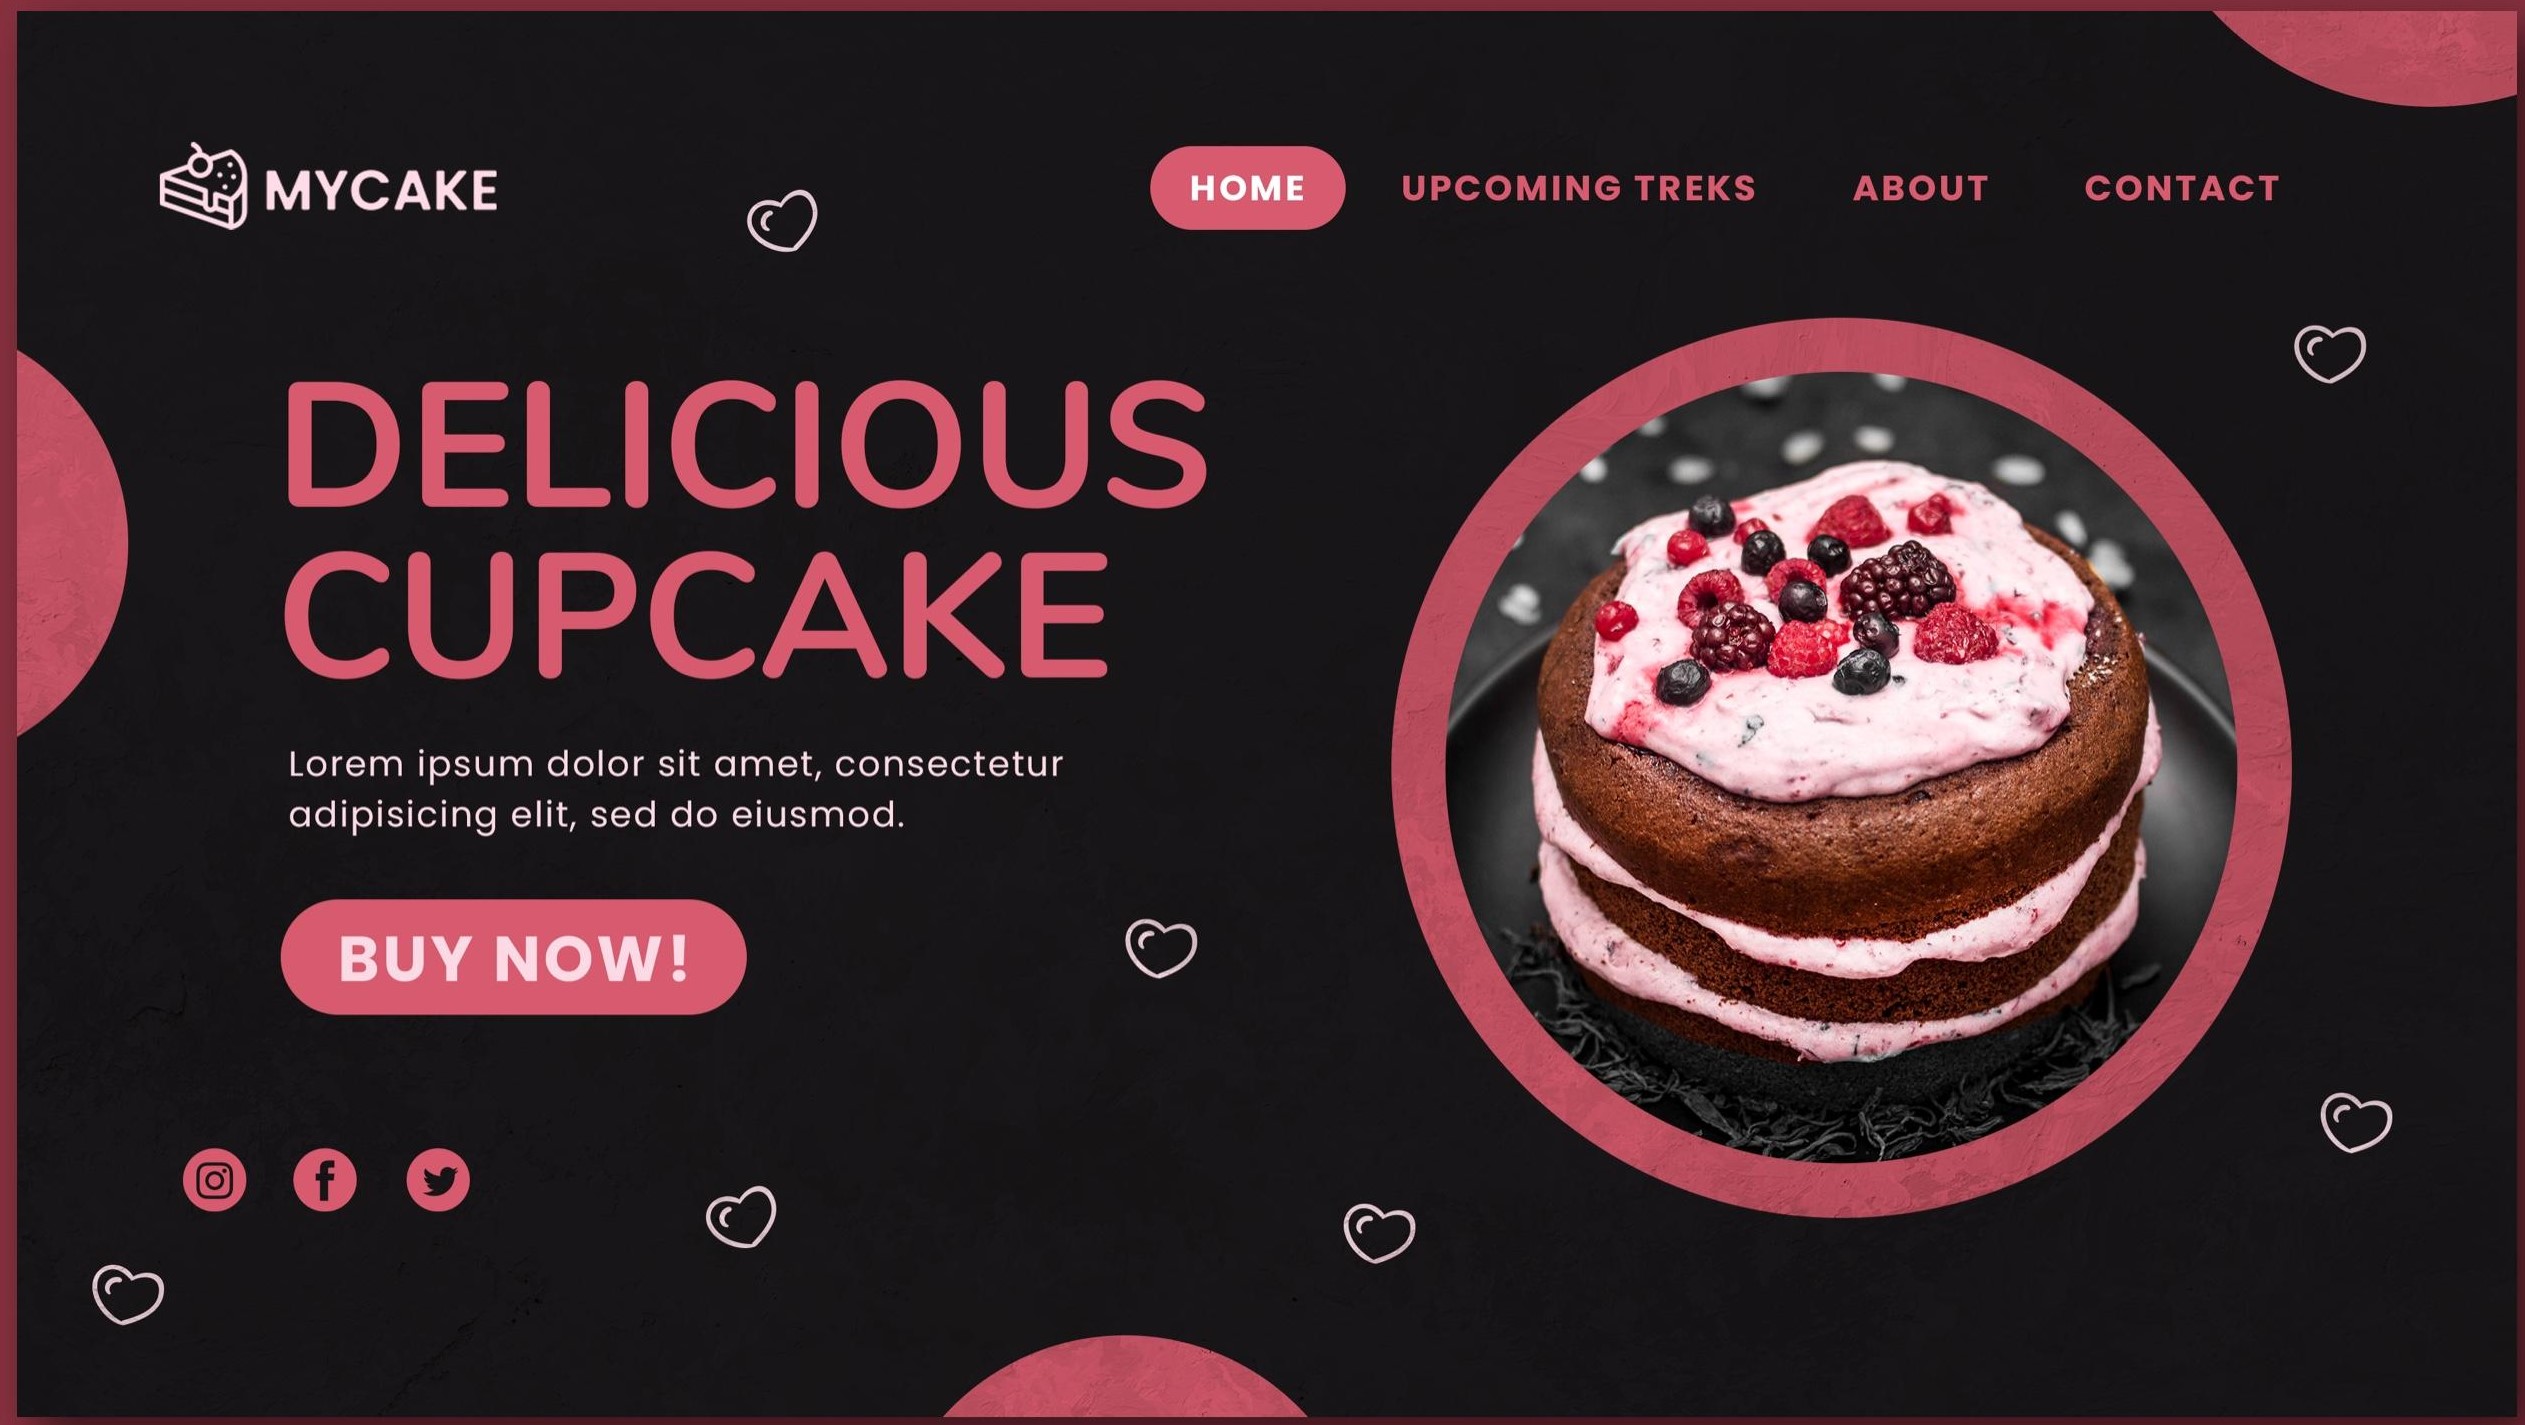 MYCAKE
HOME
UPCOMING TREKS
ABOUT
CONTACT
DELICIOUS
CUPCAKE
Lorem ipsum dolor sit amet, consectetur
adipisicing elit, sed do eiusmod.
BUY NOW!